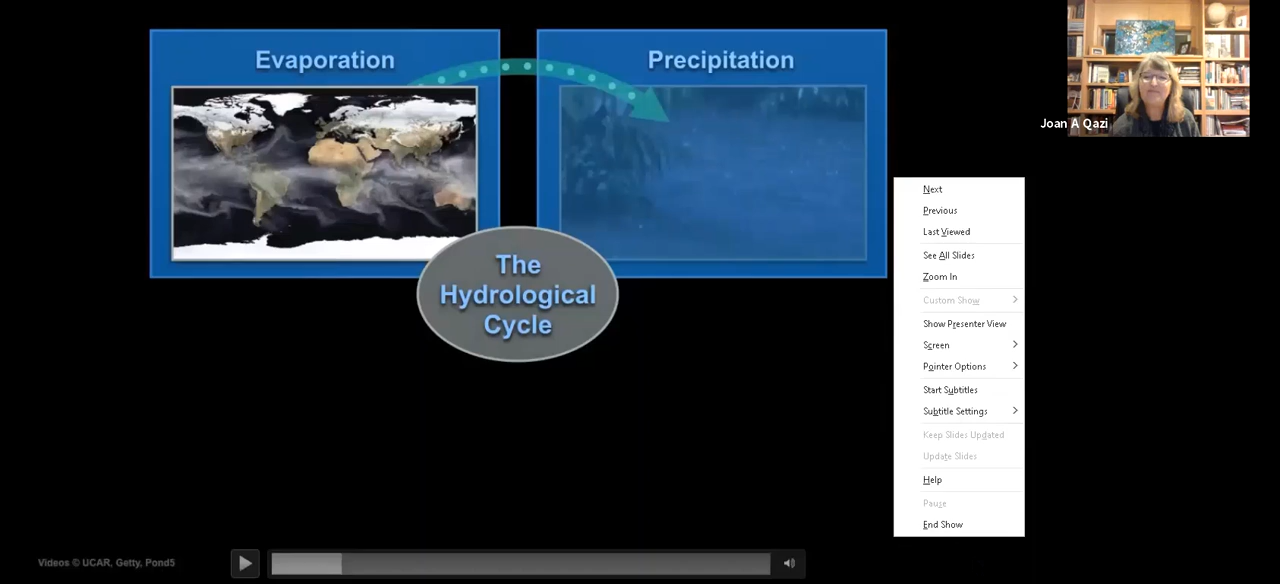 Evaporation
Precipitation
The
Hydrological
Cycle
Joan A Qazi
Next
Previous
Last Viewed
See All Slides
Zoom In
Custom Show
Show Presenter View
Screen
Pointer Options
Start Subtitles
Subtitle Settings
Keep Slides Updated
Update Slides
Help
Pause
End Show
Videos © UCAR, Getty, Pond5